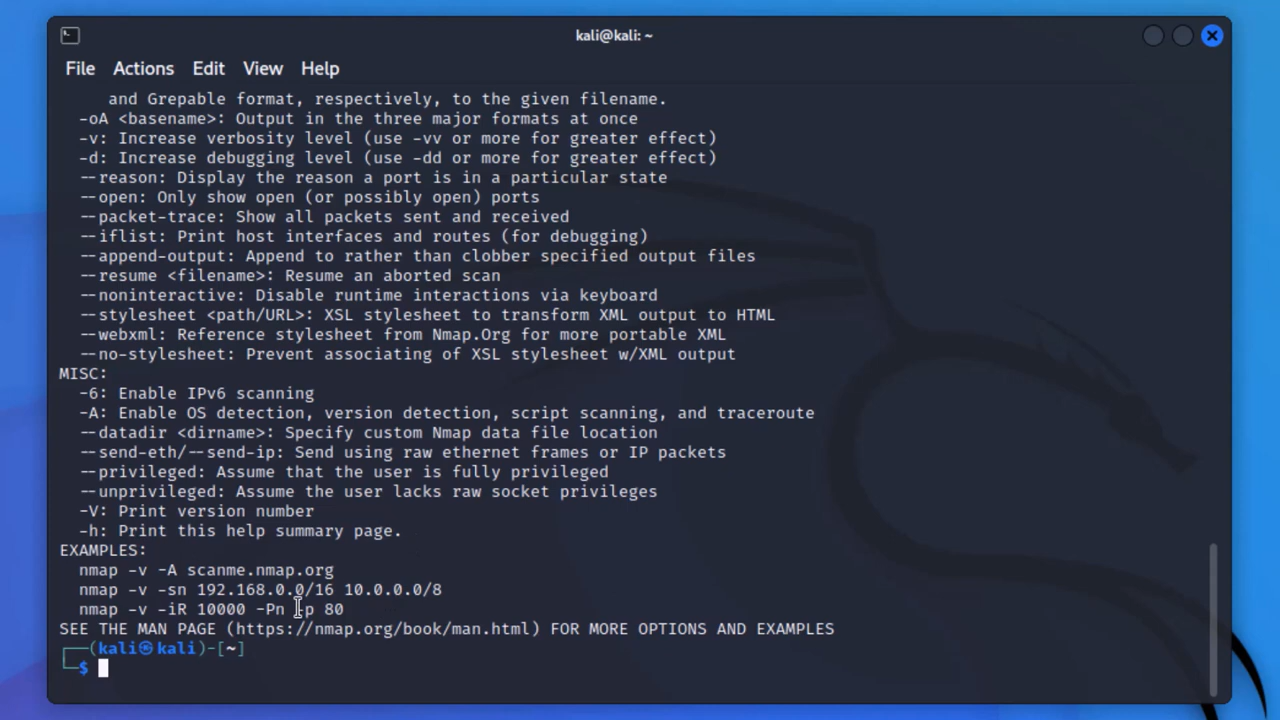 kali@kali: ~
File Actions Edit View Help
and Grepable format, respectively, to the given filename.
-oA <basename>: Output in the three major formats at once
-v: Increase verbosity level (use -vv or more for greater effect)
-d: Increase debugging level (use -dd or more for greater effect)
--reason: Display the reason a port is in a particular state
--open: Only show open (or possibly open) ports
--packet-trace: Show all packets sent and received
--iflist: Print host interfaces and routes (for debugging)
--append-output: Append to rather than clobber specified output files
--resume <filename>: Resume an aborted scan
--noninteractive: Disable runtime interactions via keyboard
--stylesheet <path/URL>: XSL stylesheet to transform XML output to HTML
--webxml: Reference stylesheet from Nmap.Org for more portable XML
--no-stylesheet: Prevent associating of XSL stylesheet w/XML output
MISC:
-6: Enable IPv6 scanning
-A: Enable OS detection, version detection, script scanning, and traceroute
--datadir <dirname>: Specify custom Nmap data file location
--send-eth/--send-ip: Send using raw ethernet frames or IP packets
--privileged: Assume that the user is fully privileged
--unprivileged: Assume the user lacks raw socket privileges
-V: Print version number
-h: Print this help summary page.
EXAMPLES:
nmap -v -A scanme.nmap.org
nmap -v -sn 192.168.0.0/16 10.0.0.0/8
nmap -v -iR 10000 -Pn -p 80
SEE THE MAN PAGE (https://nmap.org/book/man.html) FOR MORE OPTIONS AND EXAMPLES
┌──(kali㉿kali)-[~]
└─$